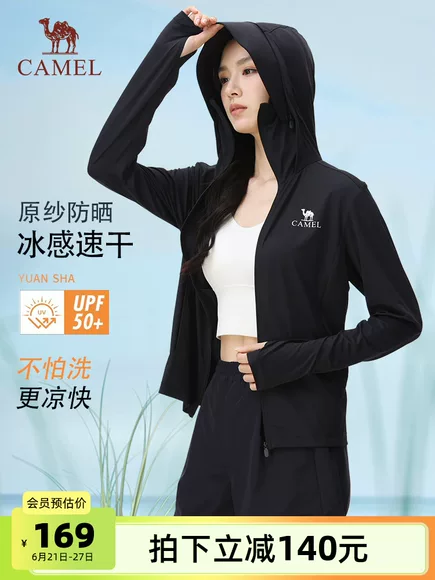 CAMEL
CAMEL
原纱防晒
冰感速干
YUAN SHA
UV
UPF
50+
不怕洗
更凉快
会员预估价
¥169
6月21日-27日
拍下立减140元